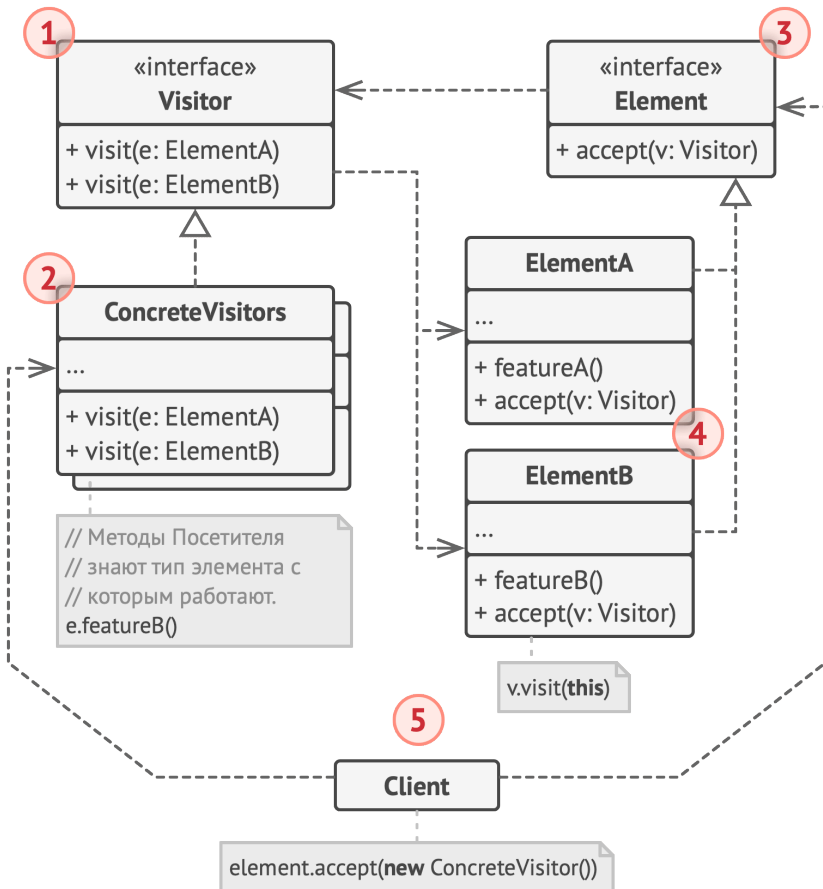 1
«interface»
Visitor
+ visit(e: ElementA)
+ visit(e: ElementB)
3
«interface»
Element
+ accept(v: Visitor)
2
ConcreteVisitors
...
+ visit(e: ElementA)
+ visit(e: ElementB)
// Методы Посетителя
// знают тип элемента с
// которым работают.
e.featureB()
ElementA
...
+ featureA()
+ accept(v: Visitor)
4
ElementB
...
+ featureB()
+ accept(v: Visitor)
v.visit(this)
5
Client
element.accept(new ConcreteVisitor())